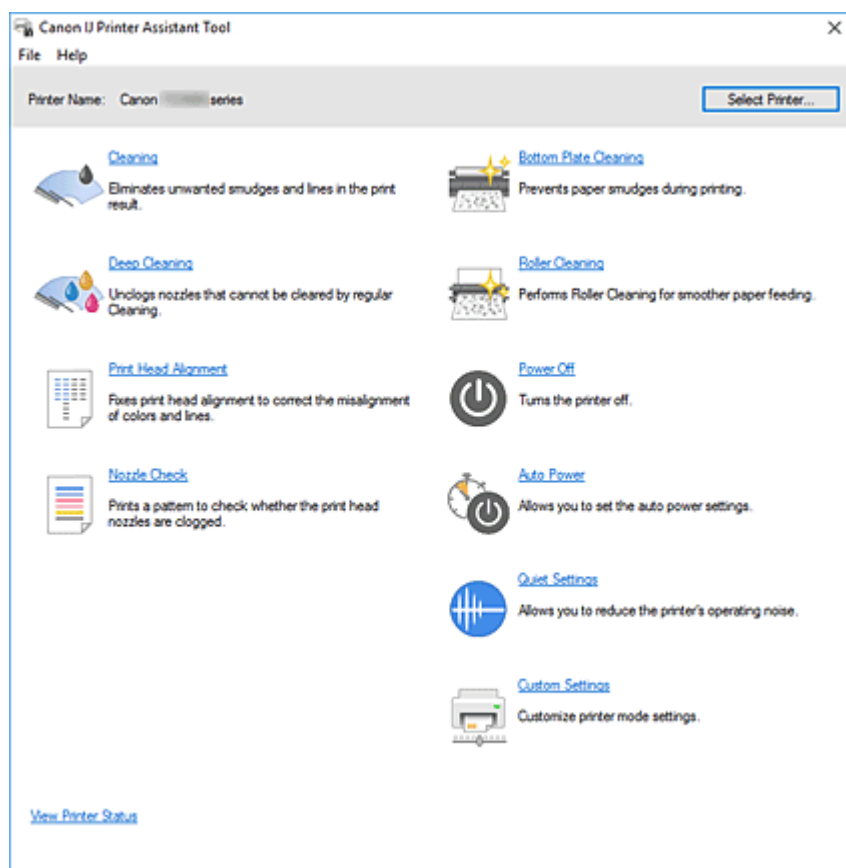 Canon IJ Printer Assistant Tool
File Help
Printer Name: Canon series
Select Printer...
Cleaning
Eliminates unwanted smudges and lines in the print
result.
Deep Cleaning
Unclogs nozzles that cannot be cleared by regular
Cleaning.
Print Head Alignment
Fixes print head alignment to correct the misalignment
of colors and lines.
Nozzle Check
Prints a pattern to check whether the print head
nozzles are clogged.
Bottom Plate Cleaning
Prevents paper smudges during printing.
Roller Cleaning
Performs Roller Cleaning for smoother paper feeding.
Power Off
Turns the printer off.
Auto Power
Allows you to set the auto power settings.
Quiet Settings
Allows you to reduce the printer's operating noise.
Custom Settings
Customize printer mode settings.
View Printer Status